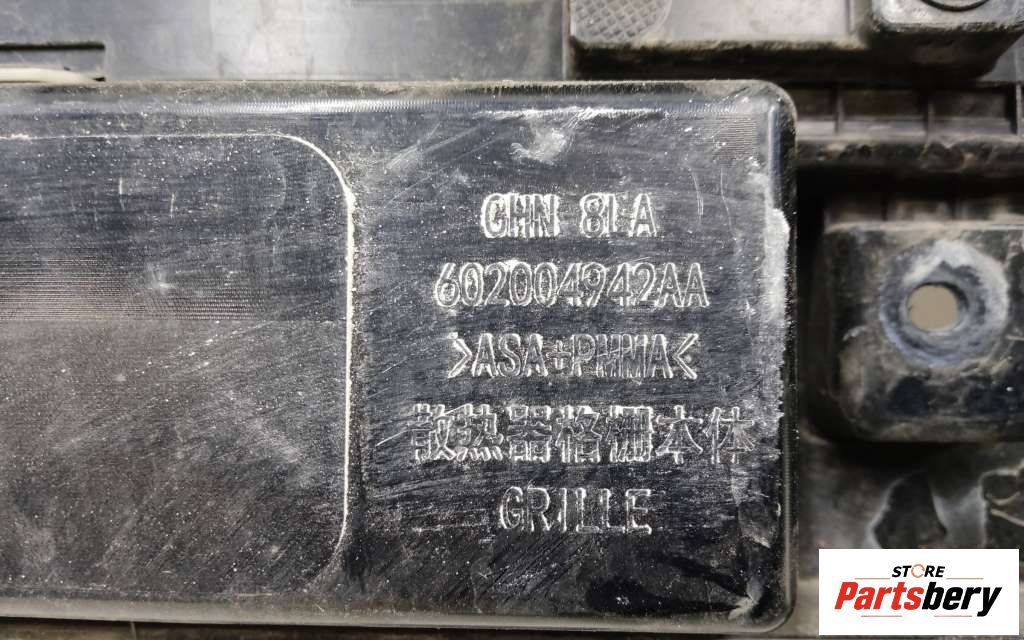 CHN 8LA
602004942AA
>ASA+PMMA<
散热器格栅本体
GRILLE
STORE
Partsbery